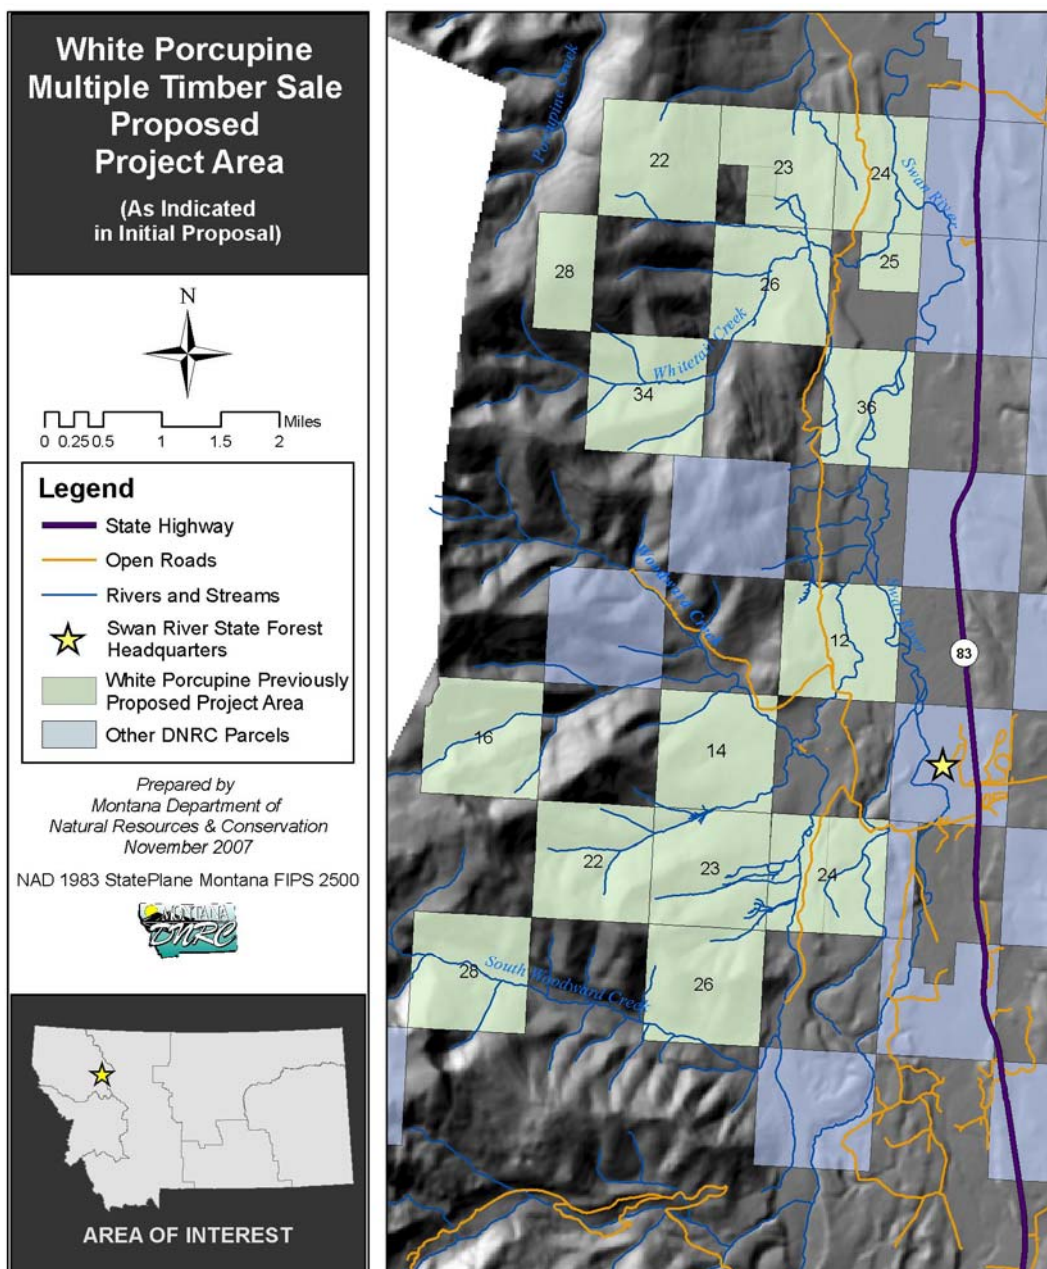 White Porcupine
Multiple Timber Sale
Proposed
Project Area
(As Indicated
in Initial Proposal)
N
Miles
0 0.25 0.5 1 1.5 2
Legend
State Highway
Open Roads
Rivers and Streams
Swan River State Forest
Headquarters
White Porcupine Previously
Proposed Project Area
Other DNRC Parcels
Prepared by
Montana Department of
Natural Resources & Conservation
November 2007
NAD 1983 StatePlane Montana FIPS 2500
MONTANA
DNRC
AREA OF INTEREST
Porcupine Creek
22
23
24
Swan River
28
26
25
Whitetail Creek
34
36
Woodward Creek
Swan River
12
83
16
14
22
23
24
28
South Woodward Creek
26